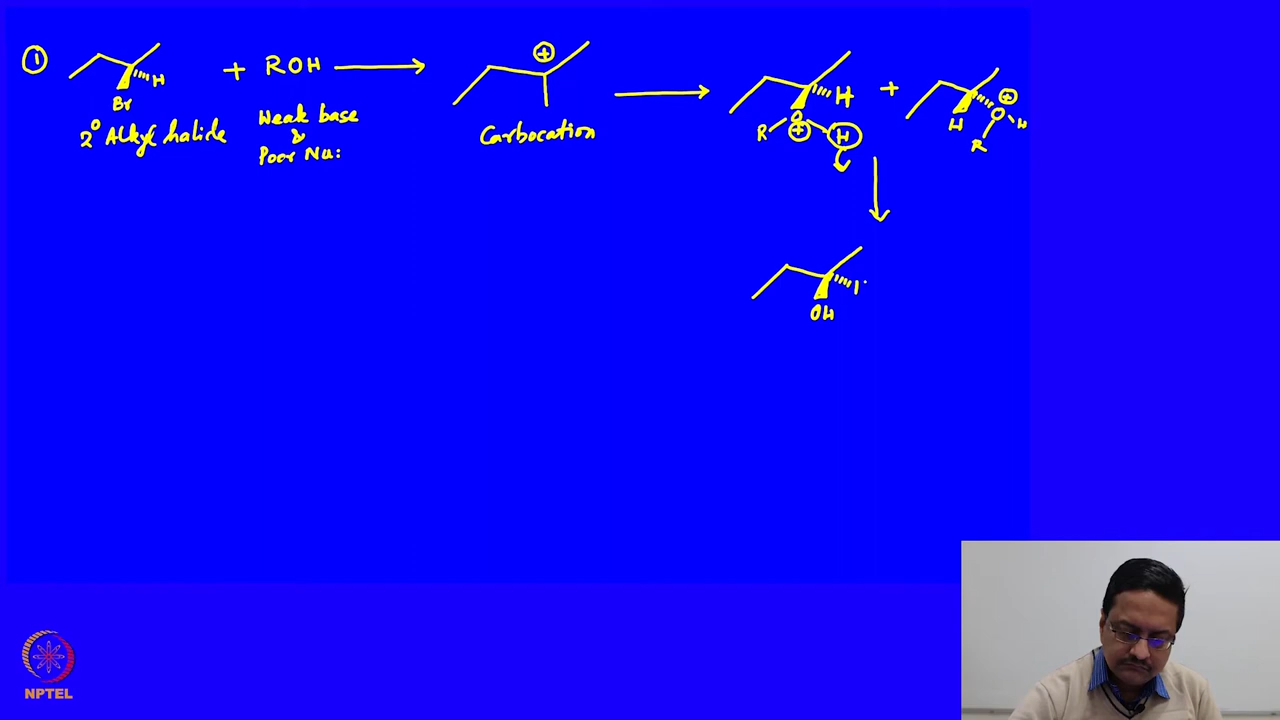 ①
Br
H
2° Alkyl halide
+ ROH
Weak base
&
Poor Nu:
⊕
Carbocation
H
O
R ⊕ H
+
H
O ⊕
H
R
OH
NPTEL